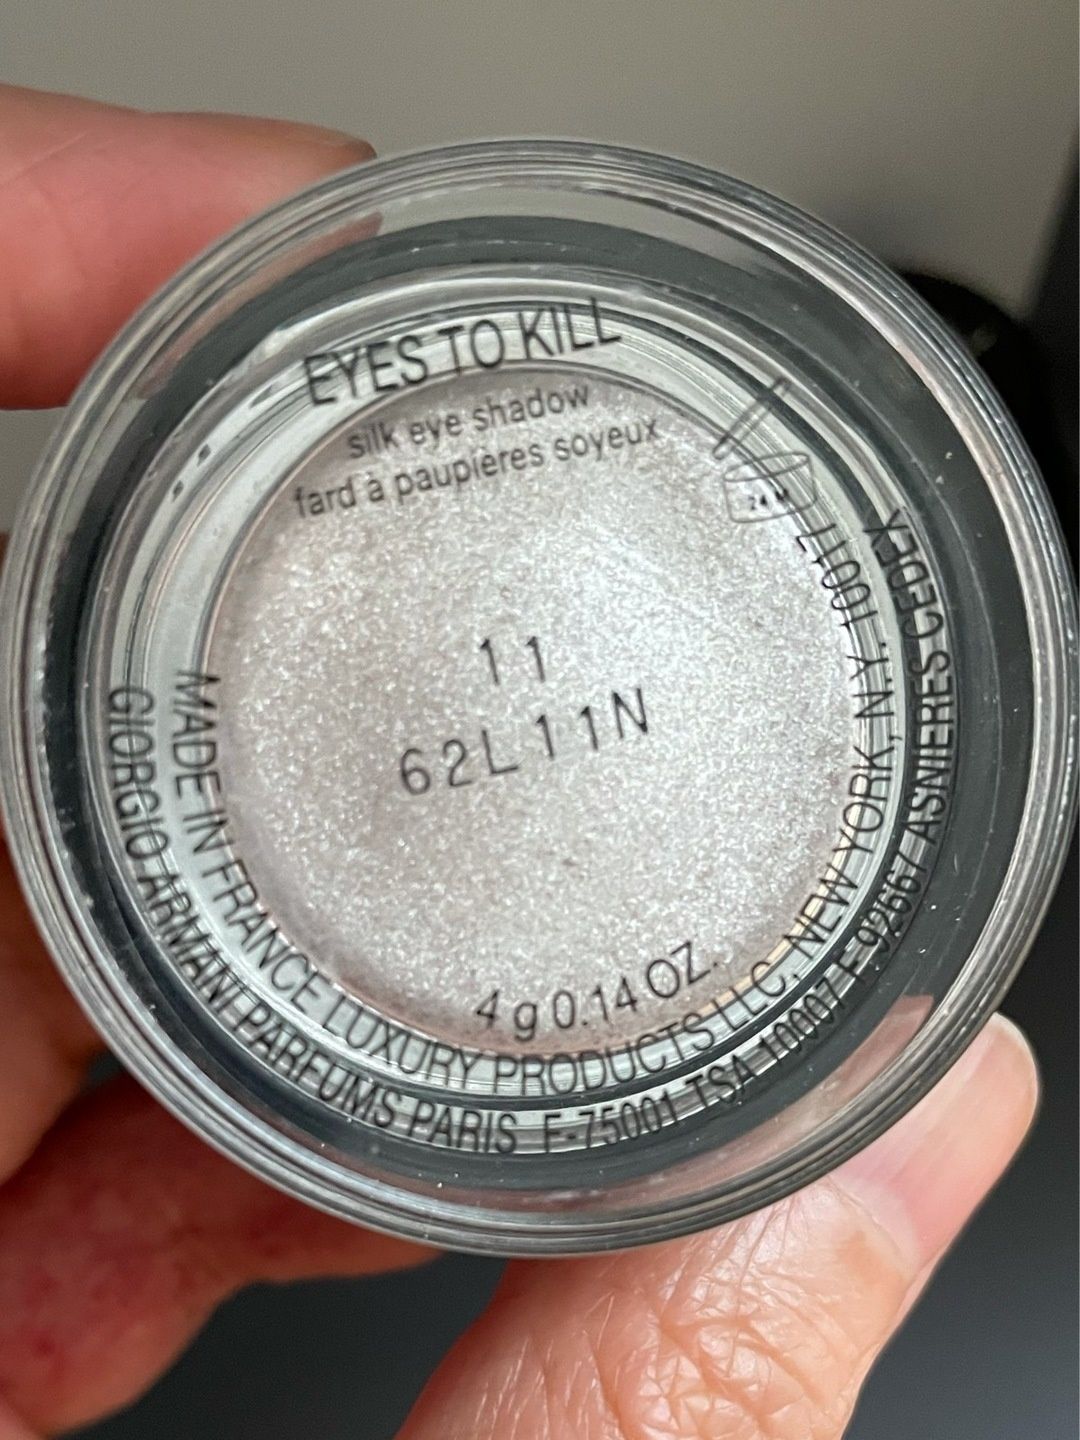 EYES TO KILL
silk eye shadow
fard à paupières soyeux
24 M
11
62L11N
4 g 0.14 OZ.
MADE IN FRANCE LUXURY PRODUCTS LLC, NEW YORK, N.Y. 10017
GIORGIO ARMANI PARFUMS PARIS F-75001 TSA 10007 F-92667 ASNIERES CEDEX